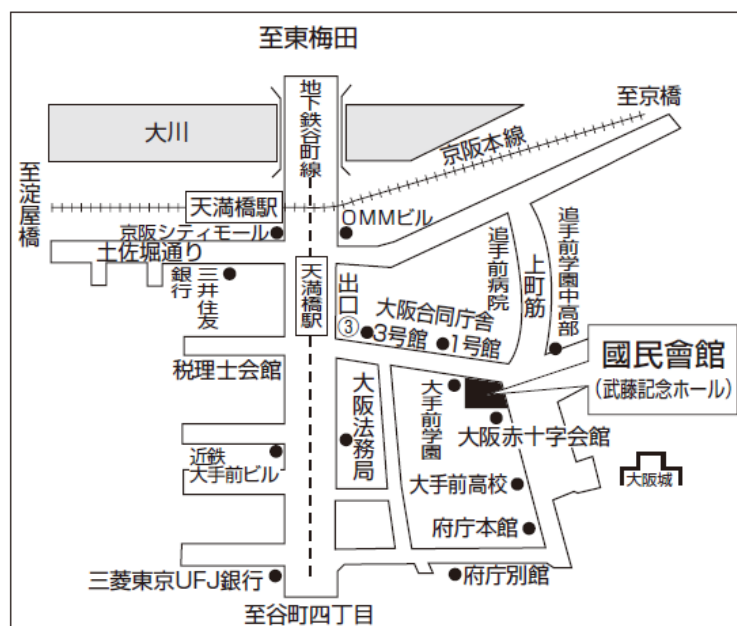 至東梅田
地下鉄谷町線
大川
至京橋
京阪本線
至淀屋橋
天満橋駅
京阪シティモール
OMMビル
土佐堀通り
三井住友
銀行
天満橋駅
出口③
大阪合同庁舎
3号館
1号館
追手前病院
上町筋
追手前学園中高部
國民會館
(武藤記念ホール)
税理士会館
大阪法務局
大手前学園
大阪赤十字会館
近鉄
大手前ビル
大手前高校
大阪城
府庁本館
三菱東京UFJ銀行
府庁別館
至谷町四丁目